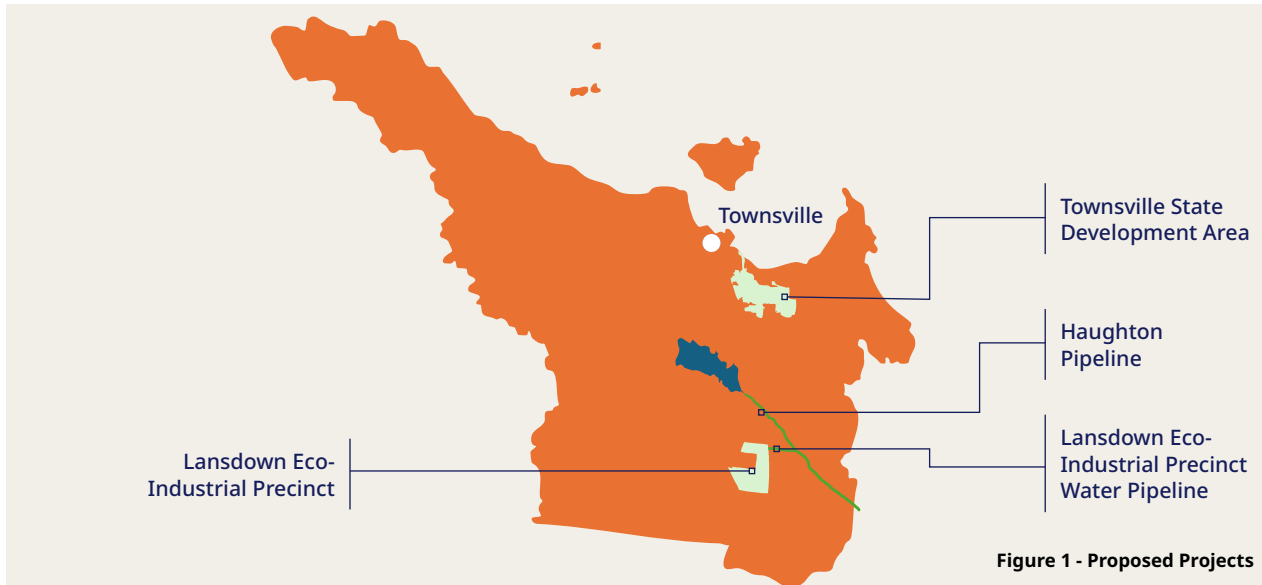 Townsville
Townsville State
Development Area
Haughton
Pipeline
Lansdown Eco-
Industrial Precinct
Lansdown Eco-
Industrial Precinct
Water Pipeline
Figure 1 - Proposed Projects